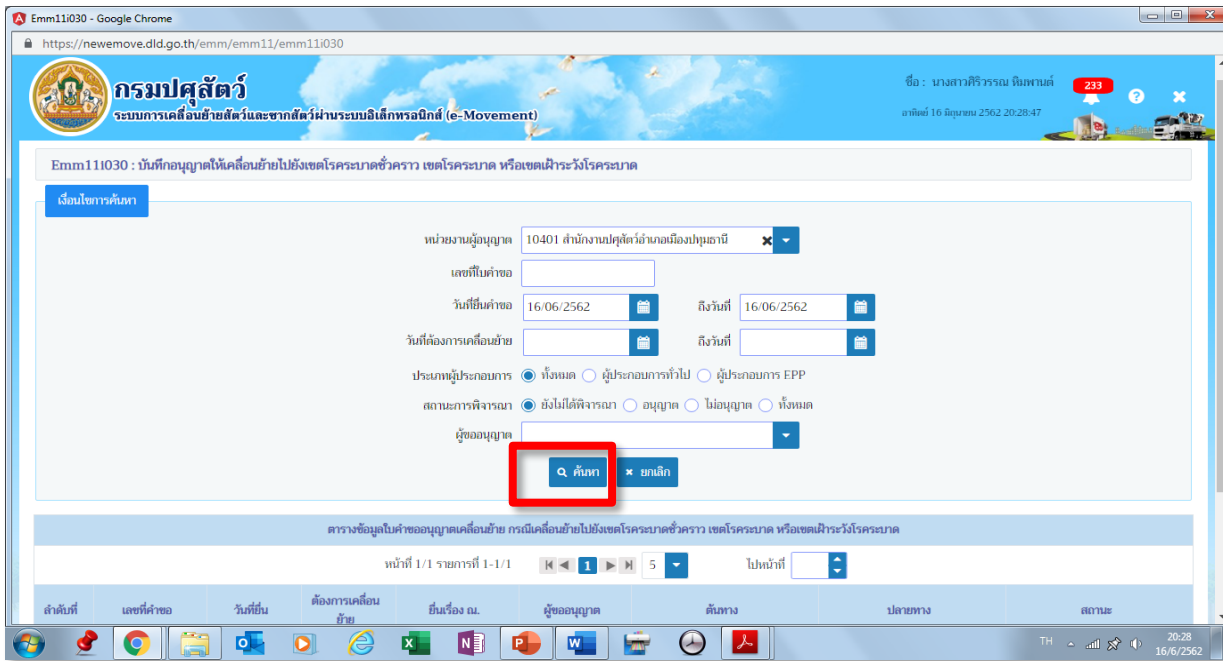 Emm11i030 - Google Chrome
https://newemove.dld.go.th/emm/emm11/emm11i030
กรมปศุสัตว์
ระบบการเคลื่อนย้ายสัตว์และซากสัตว์ผ่านระบบอิเล็กทรอนิกส์ (e-Movement)
ชื่อ : นางสาวศิริวรรณ พิมพานต์
233
อาทิตย์ 16 มิถุนายน 2562 20:28:47
Emm11i030 : บันทึกอนุญาตให้เคลื่อนย้ายไปยังเขตโรคระบาดชั่วคราว เขตโรคระบาด หรือเขตเฝ้าระวังโรคระบาด
เงื่อนไขการค้นหา
หน่วยงานผู้อนุญาต 10401 สำนักงานปศุสัตว์อำเภอเมืองปทุมธานี
เลขที่ใบคำขอ
วันที่ยื่นคำขอ 16/06/2562 ถึงวันที่ 16/06/2562
วันที่ต้องการเคลื่อนย้าย ถึงวันที่
ประเภทผู้ประกอบการ ทั้งหมด ผู้ประกอบการทั่วไป ผู้ประกอบการ EPP
สถานะการพิจารณา ยังไม่ได้พิจารณา อนุญาต ไม่อนุญาต ทั้งหมด
ผู้ขออนุญาต
ค้นหา ยกเลิก
ตารางข้อมูลใบคำขออนุญาตเคลื่อนย้าย กรณีเคลื่อนย้ายไปยังเขตโรคระบาดชั่วคราว เขตโรคระบาด หรือเขตเฝ้าระวังโรคระบาด
หน้าที่ 1/1 รายการที่ 1-1/1 1 5 ไปหน้าที่
ลำดับที่ เลขที่คำขอ วันที่ยื่น ต้องการเคลื่อนย้าย ยื่นเรื่อง ณ. ผู้ขออนุญาต ต้นทาง ปลายทาง สถานะ
TH 20:28
16/6/2562